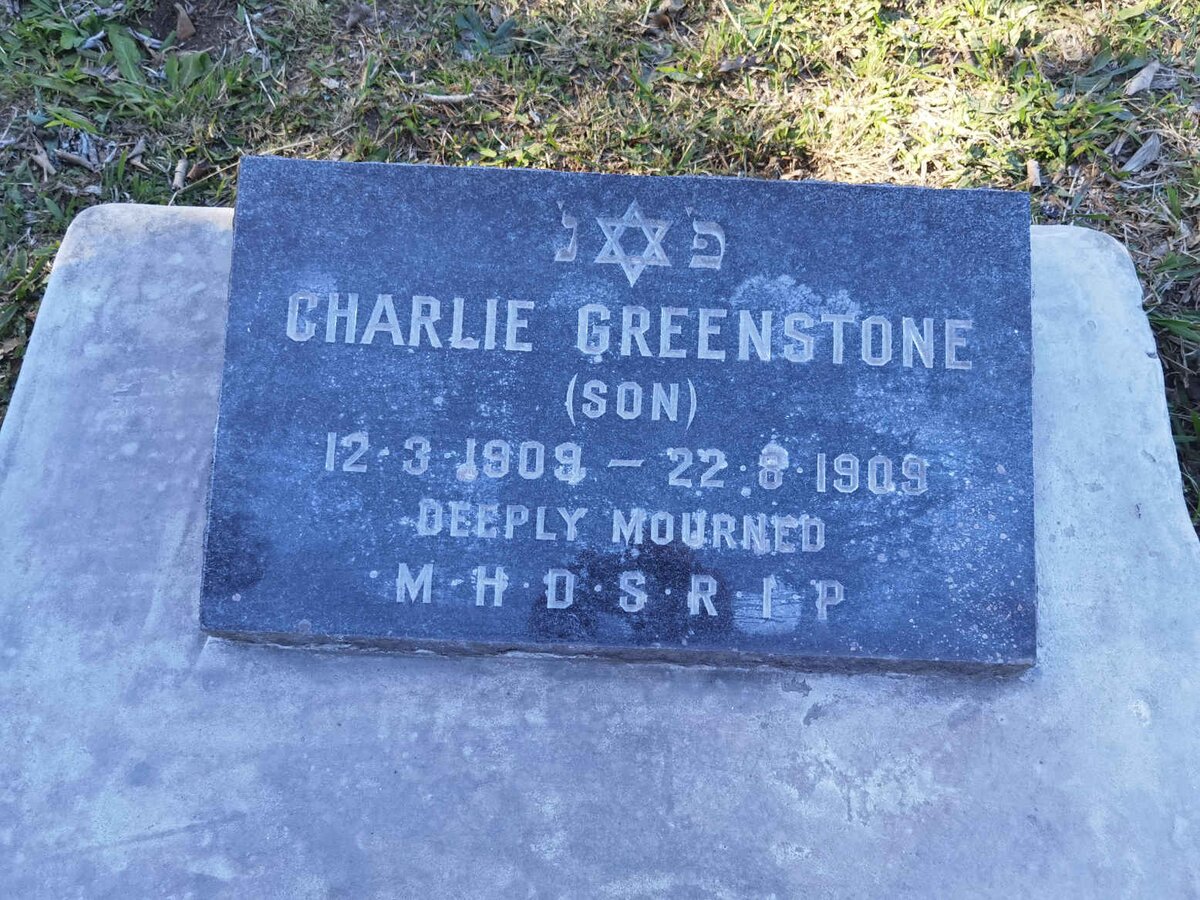 פ' נ'
CHARLIE GREENSTONE
(SON)
12·3·1909 – 22·8·1909
DEEPLY MOURNED
M·H·D·S·R·I·P